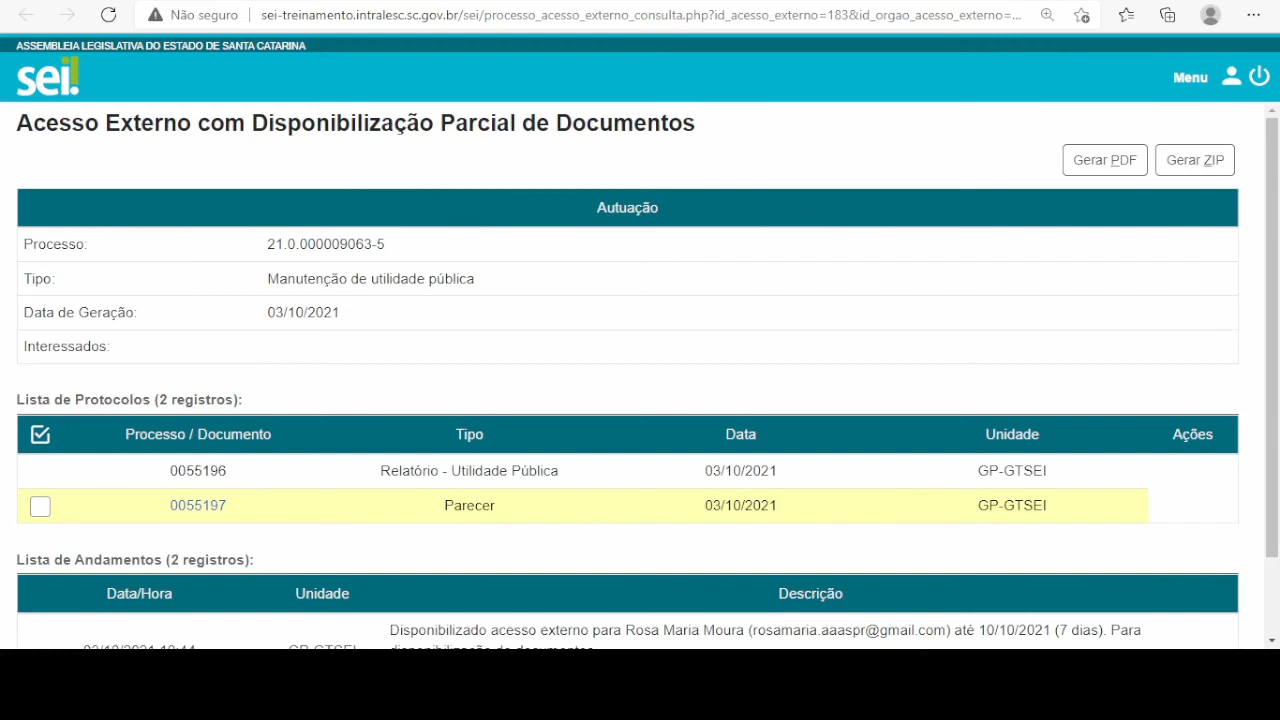 Não seguro
sei-treinamento.intralesc.sc.gov.br/sei/processo_acesso_externo_consulta.php?id_acesso_externo=183&id_orgao_acesso_externo=...
ASSEMBLEIA LEGISLATIVA DO ESTADO DE SANTA CATARINA
sei!
Menu
Acesso Externo com Disponibilização Parcial de Documentos
Gerar PDF Gerar ZIP
Autuação
Processo: 21.0.000009063-5
Tipo: Manutenção de utilidade pública
Data de Geração: 03/10/2021
Interessados:
Lista de Protocolos (2 registros):
Processo / Documento Tipo Data Unidade Ações
0055196 Relatório - Utilidade Pública 03/10/2021 GP-GTSEI
0055197 Parecer 03/10/2021 GP-GTSEI
Lista de Andamentos (2 registros):
Data/Hora Unidade Descrição
Disponibilizado acesso externo para Rosa Maria Moura (rosamaria.aaaspr@gmail.com) até 10/10/2021 (7 dias). Para